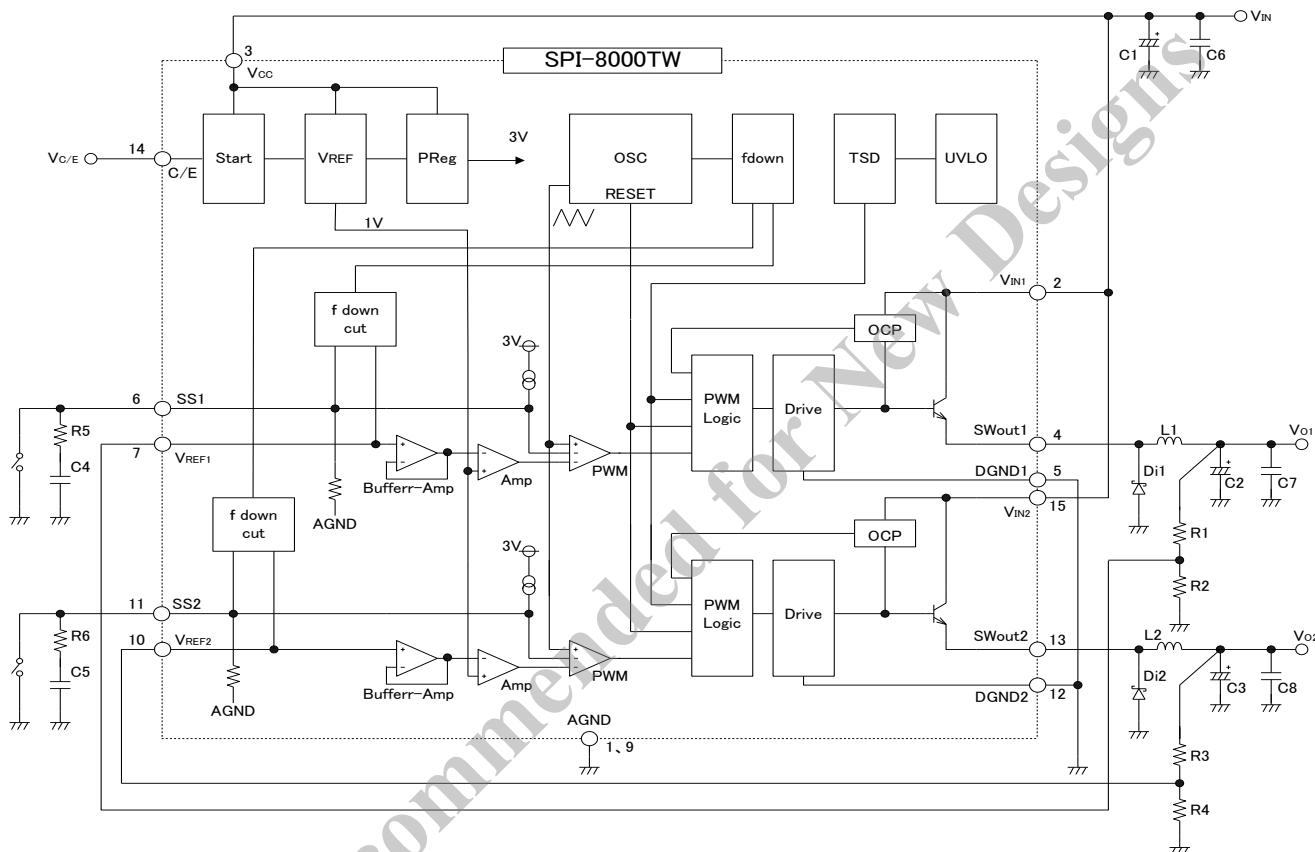 VIN
3
SPI-8000TW
C1
+
C6
VCC
VC/E
14
C/E
Start
VREF
PReg
3V
OSC
RESET
fdown
TSD
UVLO
1V
VIN1
2
f down
cut
OCP
3V
6
SS1
PWM
Logic
Drive
R5
7
VREF1
C4
+
-
Bufferr-Amp
-
+
Amp
+
-
-
PWM
SWout1
4
L1
VO1
DGND1
5
Di1
+
C2
C7
AGND
VIN2
15
f down
cut
OCP
R1
3V
11
SS2
PWM
Logic
Drive
R2
R6
10
VREF2
C5
+
-
Bufferr-Amp
-
+
Amp
+
-
-
PWM
SWout2
13
L2
VO2
Di2
+
C3
C8
AGND
DGND2
12
AGND
1、9
R3
R4
commended for New Designs